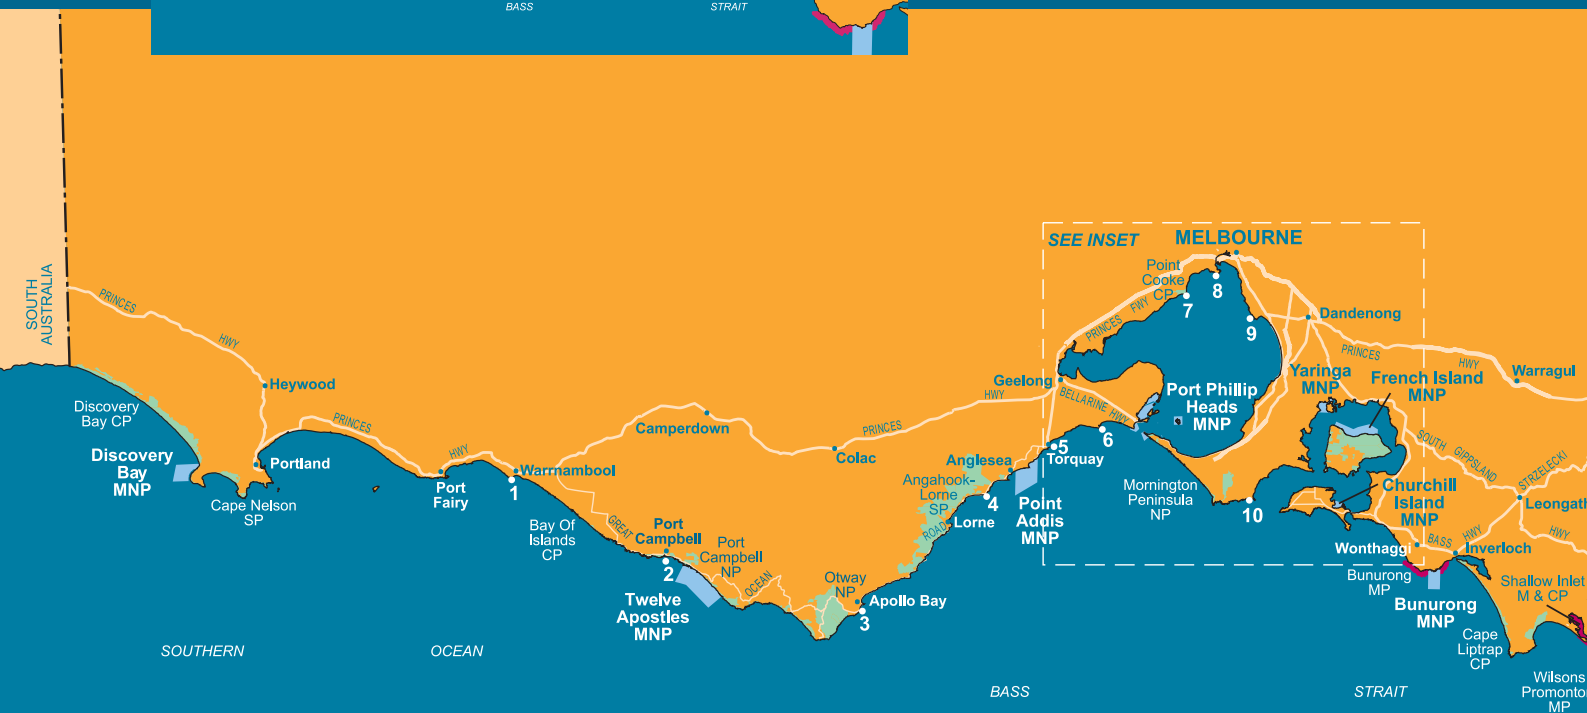 BASS
STRAIT
SEE INSET
MELBOURNE
Point
Cooke
CP
SOUTH
AUSTRALIA
PRINCES
HWY
PRINCES FWY
7
8
9
Dandenong
PRINCES
HWY
Warragul
Heywood
Geelong
HWY
BELLARINE HWY
Port Phillip
Heads
MNP
Yaringa
MNP
French Island
MNP
Discovery
Bay CP
PRINCES
HWY
Camperdown
PRINCES
Colac
Discovery
Bay
MNP
Portland
Cape Nelson
SP
Port
Fairy
Warrnambool
1
Anglesea
5
Torquay
6
Angahook-
Lorne
SP
4
Lorne
ROAD
Point
Addis
MNP
Mornington
Peninsula
NP
10
SOUTH GIPPSLAND
STRZELECKI
HWY
Churchill
Island
MNP
Leongath
HWY
Bay Of
Islands
CP
GREAT
Port
Campbell
2
Port
Campbell
NP
OCEAN
Otway
NP
Apollo Bay
3
Twelve
Apostles
MNP
Wonthaggi
BASS
Inverloch
Bunurong
MP
Bunurong
MNP
Shallow Inlet
M & CP
Cape
Liptrap
CP
Wilsons
Promontor
MP
SOUTHERN
OCEAN
BASS
STRAIT